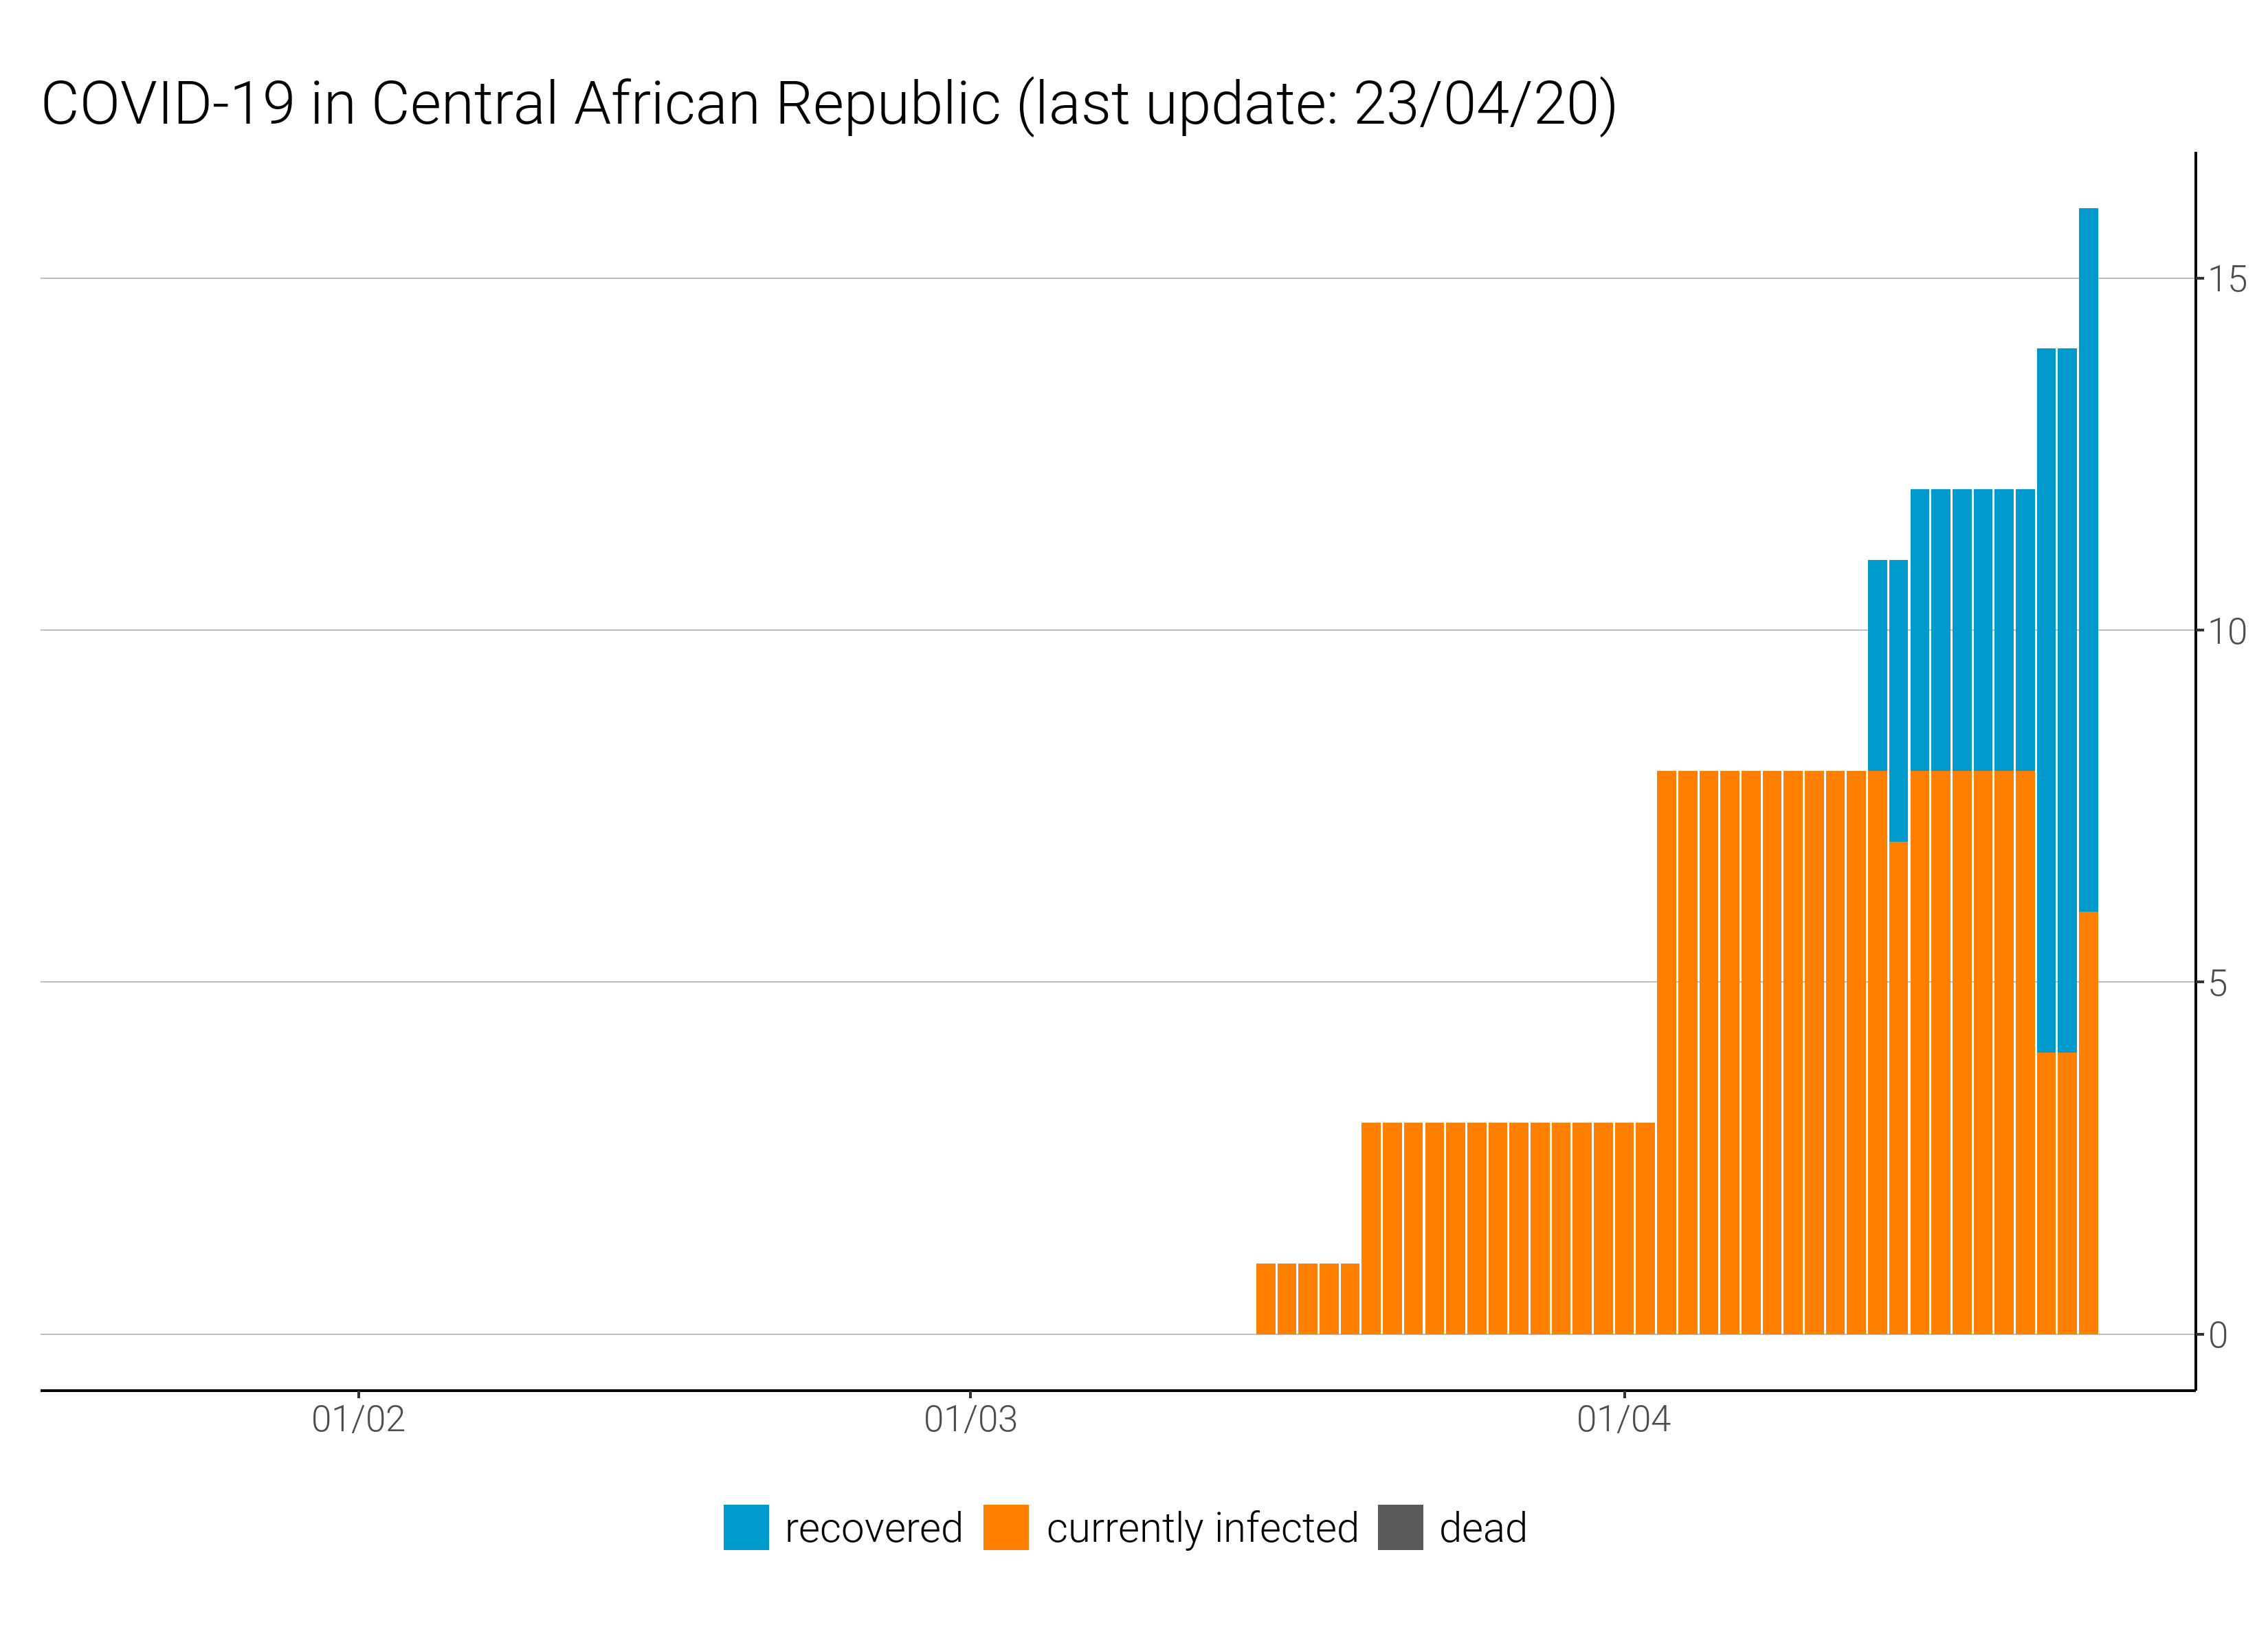 COVID-19 in Central African Republic (last update: 23/04/20)
15
10
5
0
01/02 01/03 01/04
recovered currently infected dead